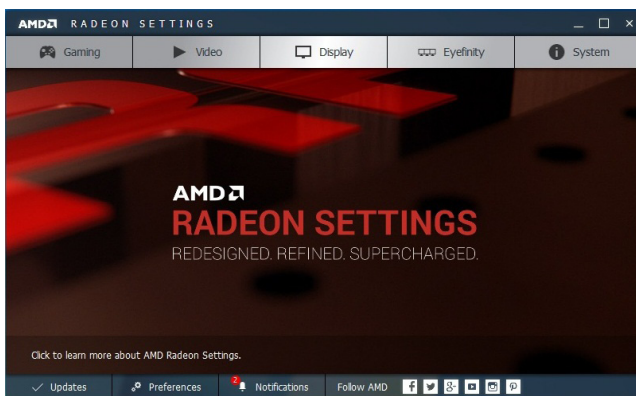 AMD RADEON SETTINGS
Gaming Video Display Eyefinity System
AMD
RADEON SETTINGS
REDESIGNED. REFINED. SUPERCHARGED.
Click to learn more about AMD Radeon Settings.
Updates Preferences 2 Notifications Follow AMD